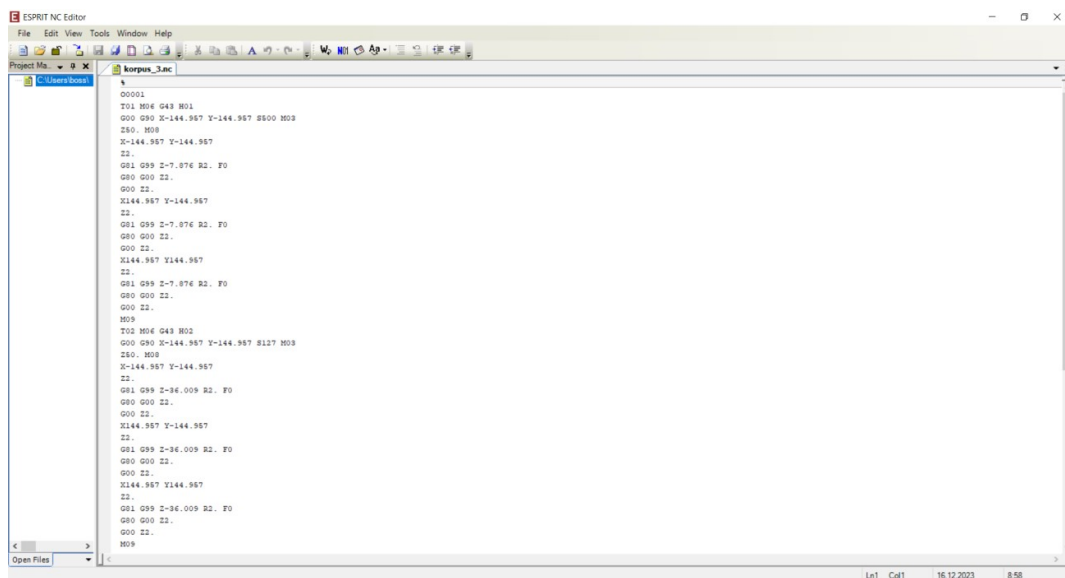 ESPRIT NC Editor
File Edit View Tools Window Help
Project Ma...
korpus_3.nc
C:\Users\boss\
%
O0001
T01 M06 G43 H01
G00 G90 X-144.957 Y-144.957 S500 M03
Z50. M08
X-144.957 Y-144.957
Z2.
G81 G99 Z-7.876 R2. F0
G80 G00 Z2.
G00 Z2.
X144.957 Y-144.957
Z2.
G81 G99 Z-7.876 R2. F0
G80 G00 Z2.
G00 Z2.
X144.957 Y144.957
Z2.
G81 G99 Z-7.876 R2. F0
G80 G00 Z2.
G00 Z2.
M09
T02 M06 G43 H02
G00 G90 X-144.957 Y-144.957 S127 M03
Z50. M08
X-144.957 Y-144.957
Z2.
G81 G99 Z-36.009 R2. F0
G80 G00 Z2.
G00 Z2.
X144.957 Y-144.957
Z2.
G81 G99 Z-36.009 R2. F0
G80 G00 Z2.
G00 Z2.
X144.957 Y144.957
Z2.
G81 G99 Z-36.009 R2. F0
G80 G00 Z2.
G00 Z2.
M09
Open Files
Ln1 Col1 16.12.2023 8:58